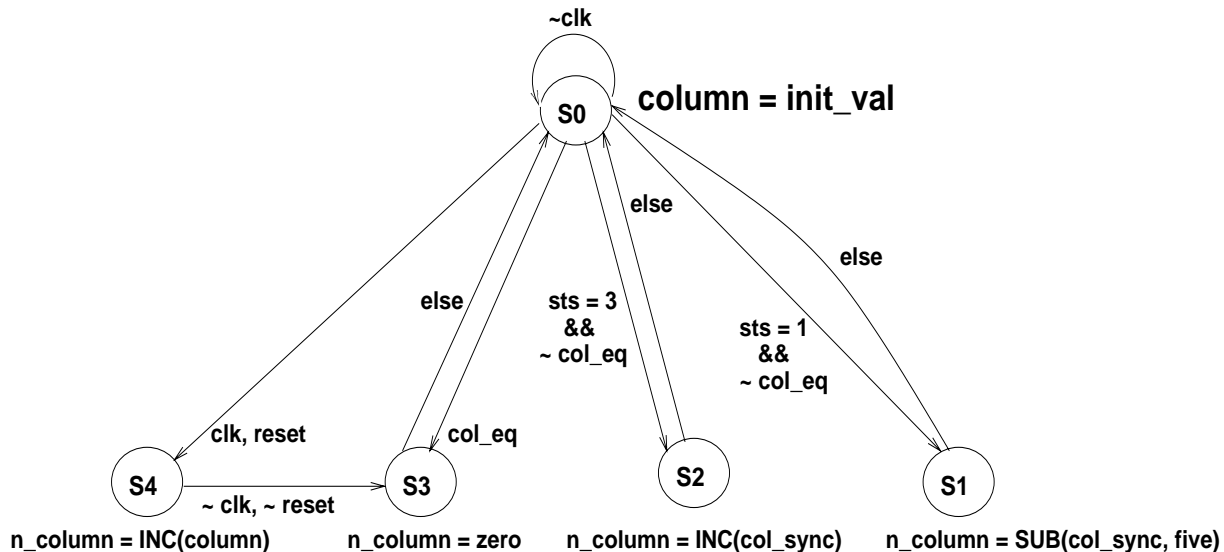 ~clk
S0
column = init_val
else
else
else
sts = 3
&&
~ col_eq
sts = 1
&&
~ col_eq
clk, reset
col_eq
S4
S3
S2
S1
~ clk, ~ reset
n_column = INC(column)
n_column = zero
n_column = INC(col_sync)
n_column = SUB(col_sync, five)